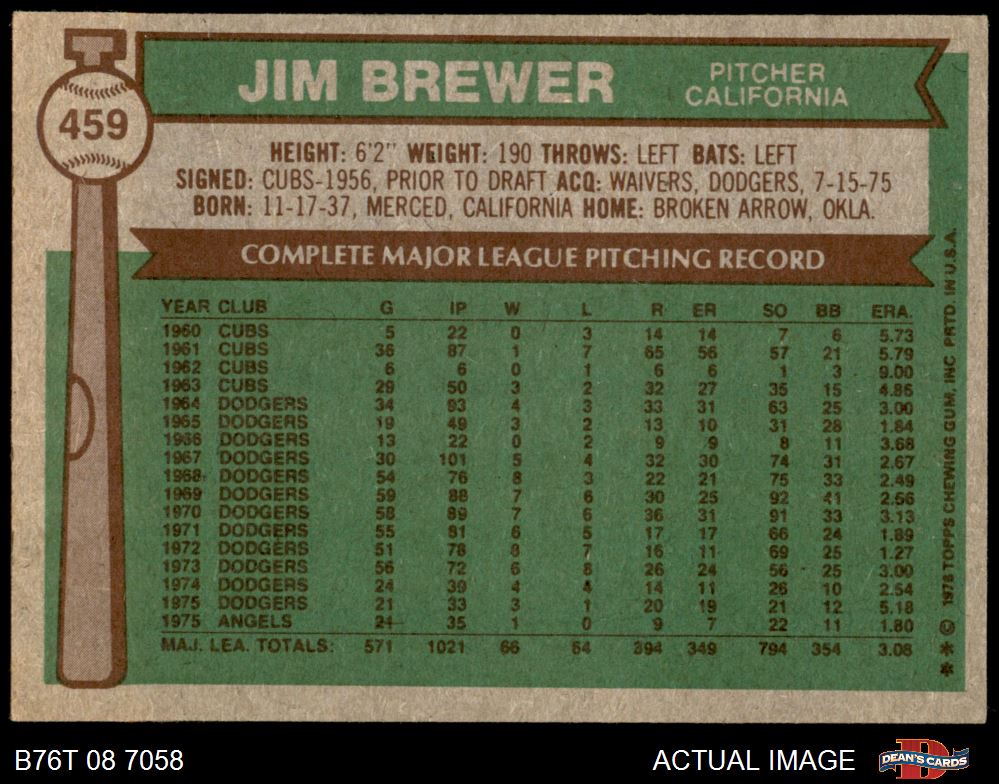 JIM BREWER
PITCHER
CALIFORNIA
459
HEIGHT: 6'2" WEIGHT: 190 THROWS: LEFT BATS: LEFT
SIGNED: CUBS-1956, PRIOR TO DRAFT ACQ: WAIVERS, DODGERS, 7-15-75
BORN: 11-17-37, MERCED, CALIFORNIA HOME: BROKEN ARROW, OKLA.
COMPLETE MAJOR LEAGUE PITCHING RECORD
YEAR CLUB G IP W L R ER SO BB ERA.
1960 CUBS 5 22 0 3 14 14 7 6 5.73
1961 CUBS 36 87 1 7 65 56 57 21 5.79
1962 CUBS 6 6 0 1 6 6 1 3 9.00
1963 CUBS 29 50 3 2 32 27 35 15 4.86
1964 DODGERS 34 93 4 3 33 31 63 25 3.00
1965 DODGERS 19 49 3 2 13 10 31 28 1.84
1966 DODGERS 13 22 0 2 9 9 8 11 3.68
1967 DODGERS 30 101 5 4 32 30 74 31 2.67
1968 DODGERS 54 76 8 3 22 21 75 33 2.49
1969 DODGERS 59 88 7 6 30 25 92 41 2.56
1970 DODGERS 58 89 7 6 36 31 91 33 3.13
1971 DODGERS 55 81 6 5 17 17 66 24 1.89
1972 DODGERS 51 78 8 7 16 11 69 25 1.27
1973 DODGERS 56 72 6 8 26 24 56 25 3.00
1974 DODGERS 24 39 4 4 14 11 26 10 2.54
1975 DODGERS 21 33 3 1 20 19 21 12 5.18
1975 ANGELS 21 35 1 0 9 7 22 11 1.80
MAJ. LEA. TOTALS: 571 1021 66 64 394 349 794 354 3.08
** © 1976 TOPPS CHEWING GUM, INC PRTD. IN U.S.A.
B76T 08 7058
ACTUAL IMAGE
DEAN'S CARDS